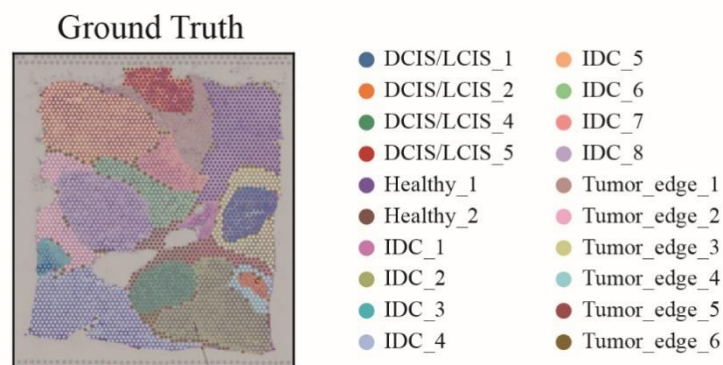 Ground Truth
DCIS/LCIS_1
DCIS/LCIS_2
DCIS/LCIS_4
DCIS/LCIS_5
Healthy_1
Healthy_2
IDC_1
IDC_2
IDC_3
IDC_4
IDC_5
IDC_6
IDC_7
IDC_8
Tumor_edge_1
Tumor_edge_2
Tumor_edge_3
Tumor_edge_4
Tumor_edge_5
Tumor_edge_6